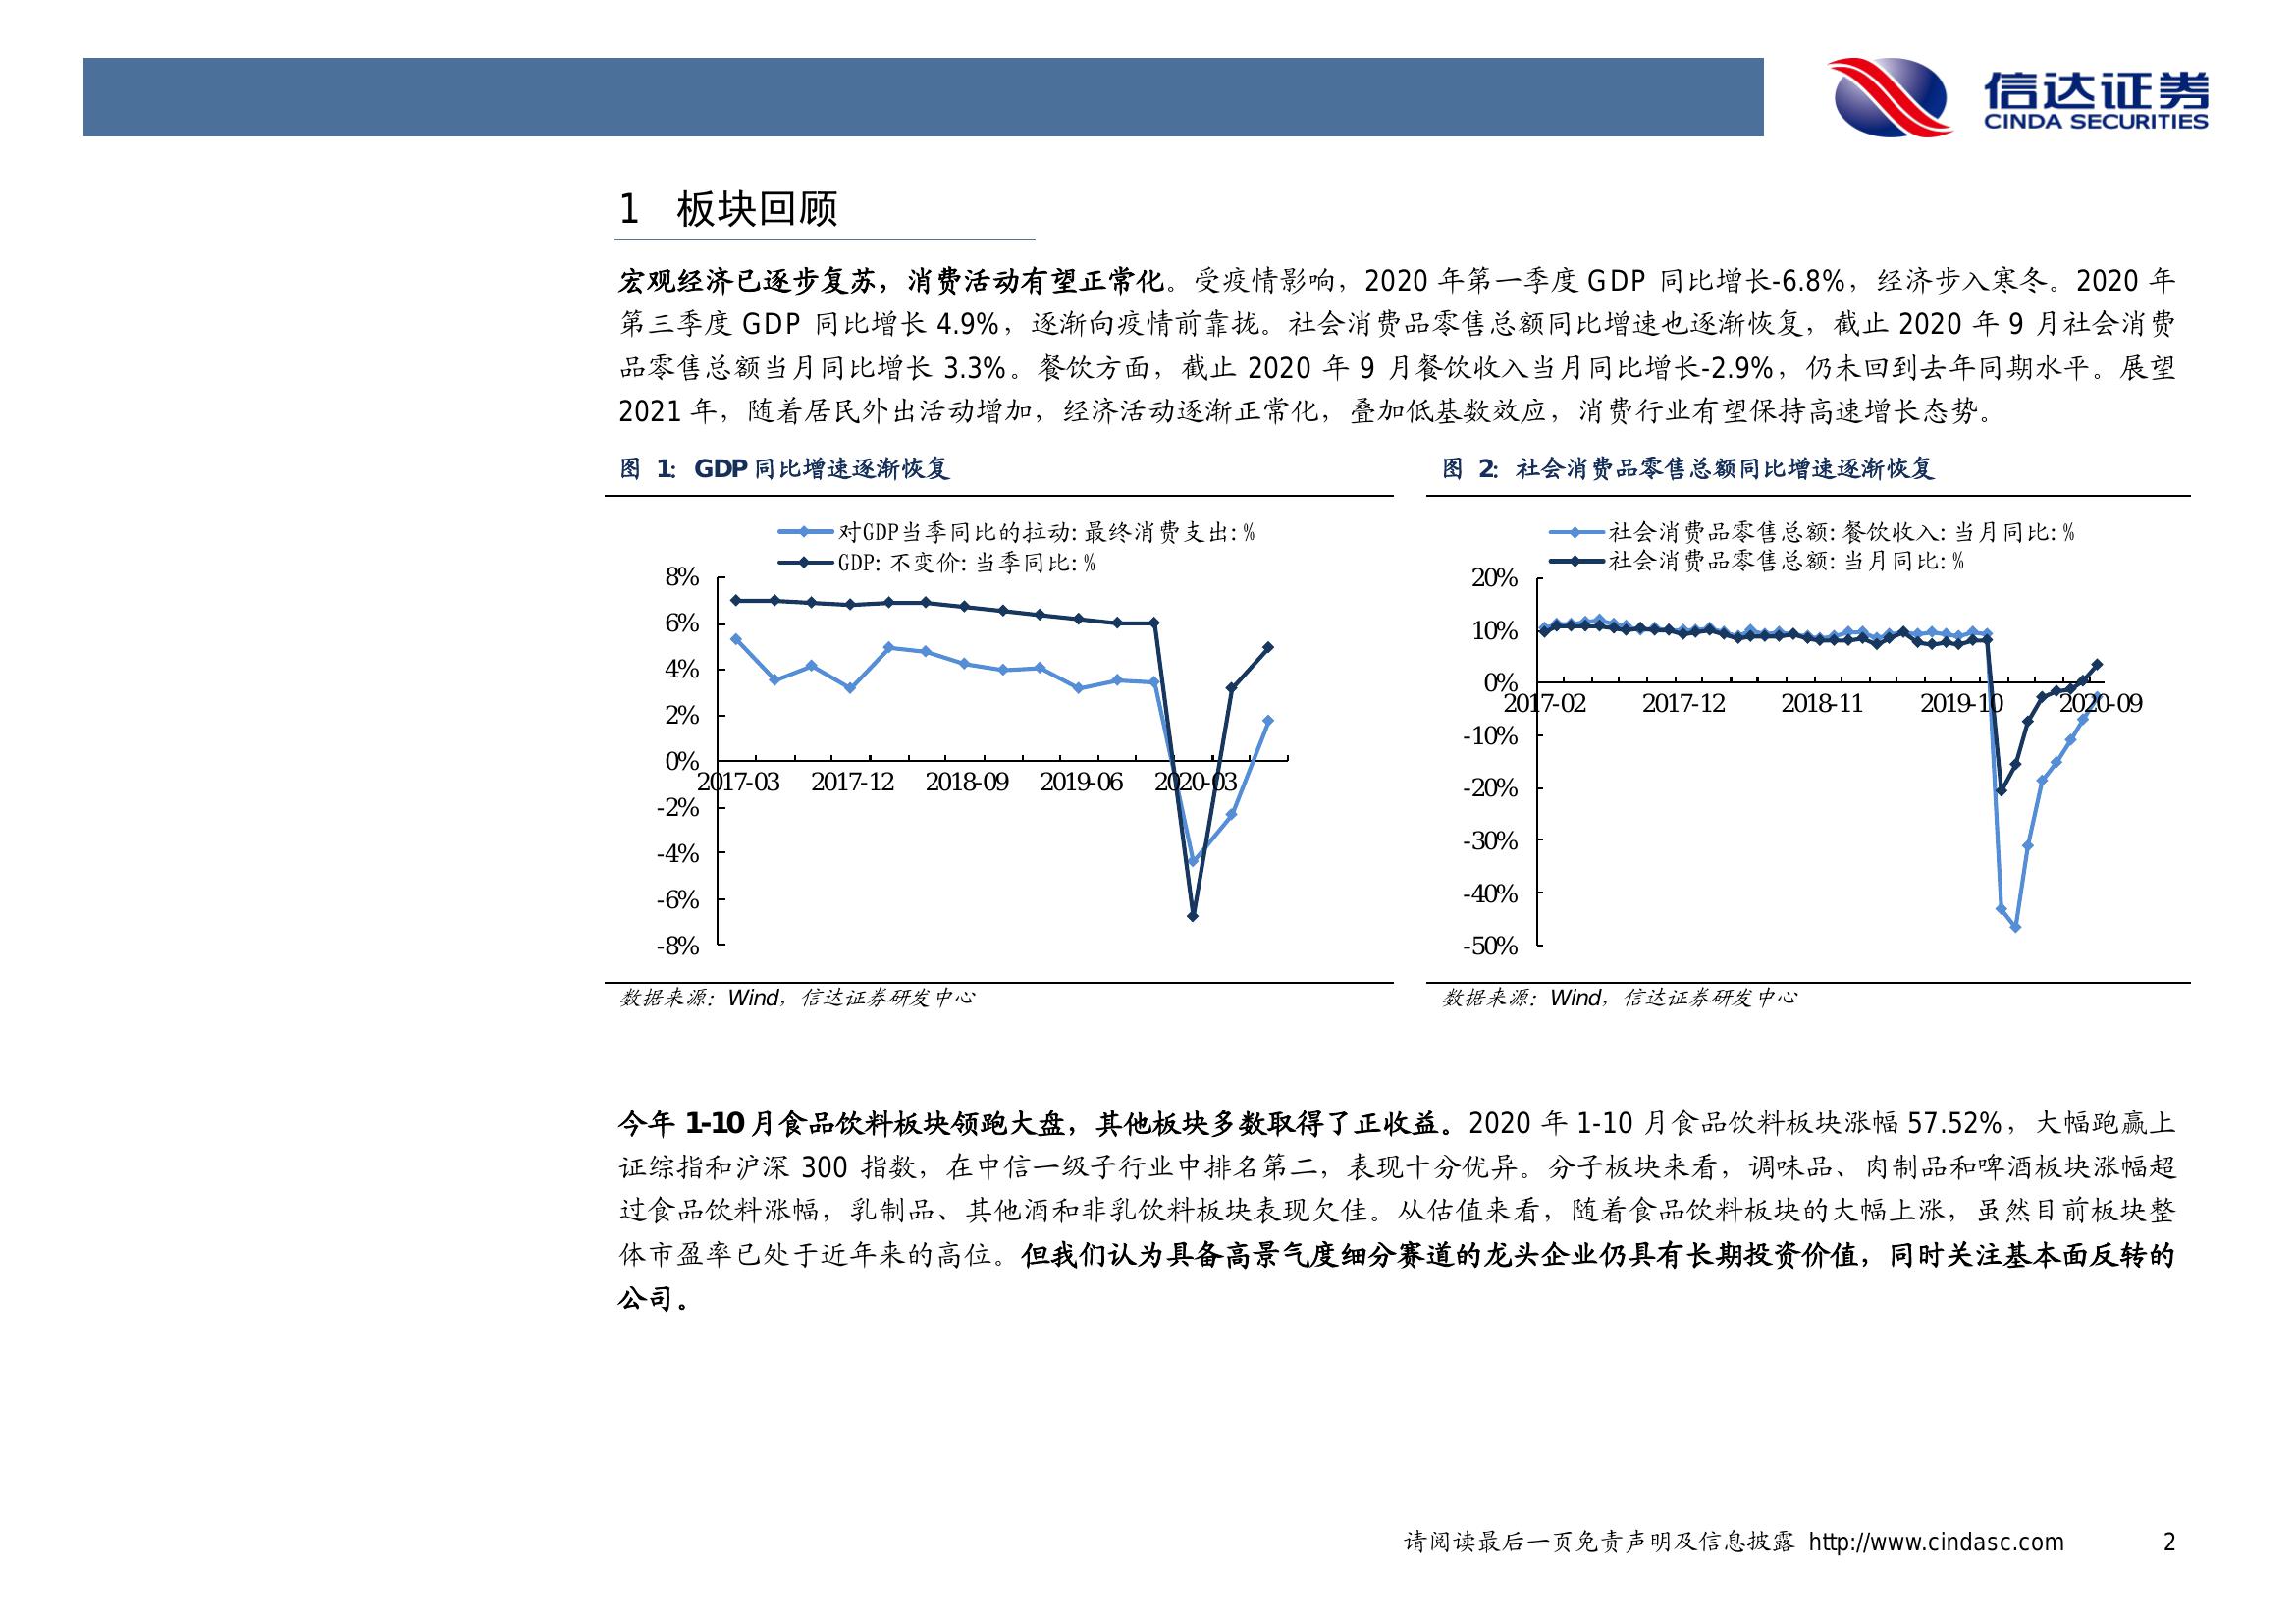 信达证券
CINDA SECURITIES
1 板块回顾
宏观经济已逐步复苏，消费活动有望正常化。受疫情影响，2020 年第一季度 GDP 同比增长-6.8%，经济步入寒冬。2020 年
第三季度 GDP 同比增长 4.9%，逐渐向疫情前靠拢。社会消费品零售总额同比增速也逐渐恢复，截止 2020 年 9 月社会消费
品零售总额当月同比增长 3.3%。餐饮方面，截止 2020 年 9 月餐饮收入当月同比增长-2.9%，仍未回到去年同期水平。展望
2021 年，随着居民外出活动增加，经济活动逐渐正常化，叠加低基数效应，消费行业有望保持高速增长态势。
图 1：GDP 同比增速逐渐恢复
对GDP当季同比的拉动:最终消费支出:%
GDP:不变价:当季同比:%
8%
6%
4%
2%
0%
-2%
-4%
-6%
-8%
2017-03 2017-12 2018-09 2019-06 2020-03
数据来源：Wind，信达证券研发中心
图 2：社会消费品零售总额同比增速逐渐恢复
社会消费品零售总额:餐饮收入:当月同比:%
社会消费品零售总额:当月同比:%
20%
10%
0%
-10%
-20%
-30%
-40%
-50%
2017-02 2017-12 2018-11 2019-10 2020-09
数据来源：Wind，信达证券研发中心
今年 1-10 月食品饮料板块领跑大盘，其他板块多数取得了正收益。2020 年 1-10 月食品饮料板块涨幅 57.52%，大幅跑赢上
证综指和沪深 300 指数，在中信一级子行业中排名第二，表现十分优异。分子板块来看，调味品、肉制品和啤酒板块涨幅超
过食品饮料涨幅，乳制品、其他酒和非乳饮料板块表现欠佳。从估值来看，随着食品饮料板块的大幅上涨，虽然目前板块整
体市盈率已处于近年来的高位。但我们认为具备高景气度细分赛道的龙头企业仍具有长期投资价值，同时关注基本面反转的
公司。
请阅读最后一页免责声明及信息披露 http://www.cindasc.com 2